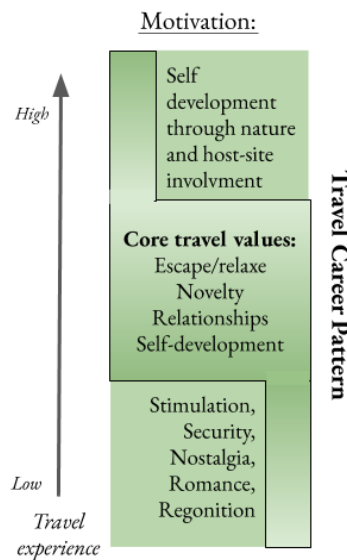 Motivation:
High
Self
development
through nature
and host-site
involvment
Core travel values:
Escape/relaxe
Novelty
Relationships
Self-development
Travel Career Pattern
Stimulation,
Security,
Nostalgia,
Romance,
Regonition
Low
Travel
experience